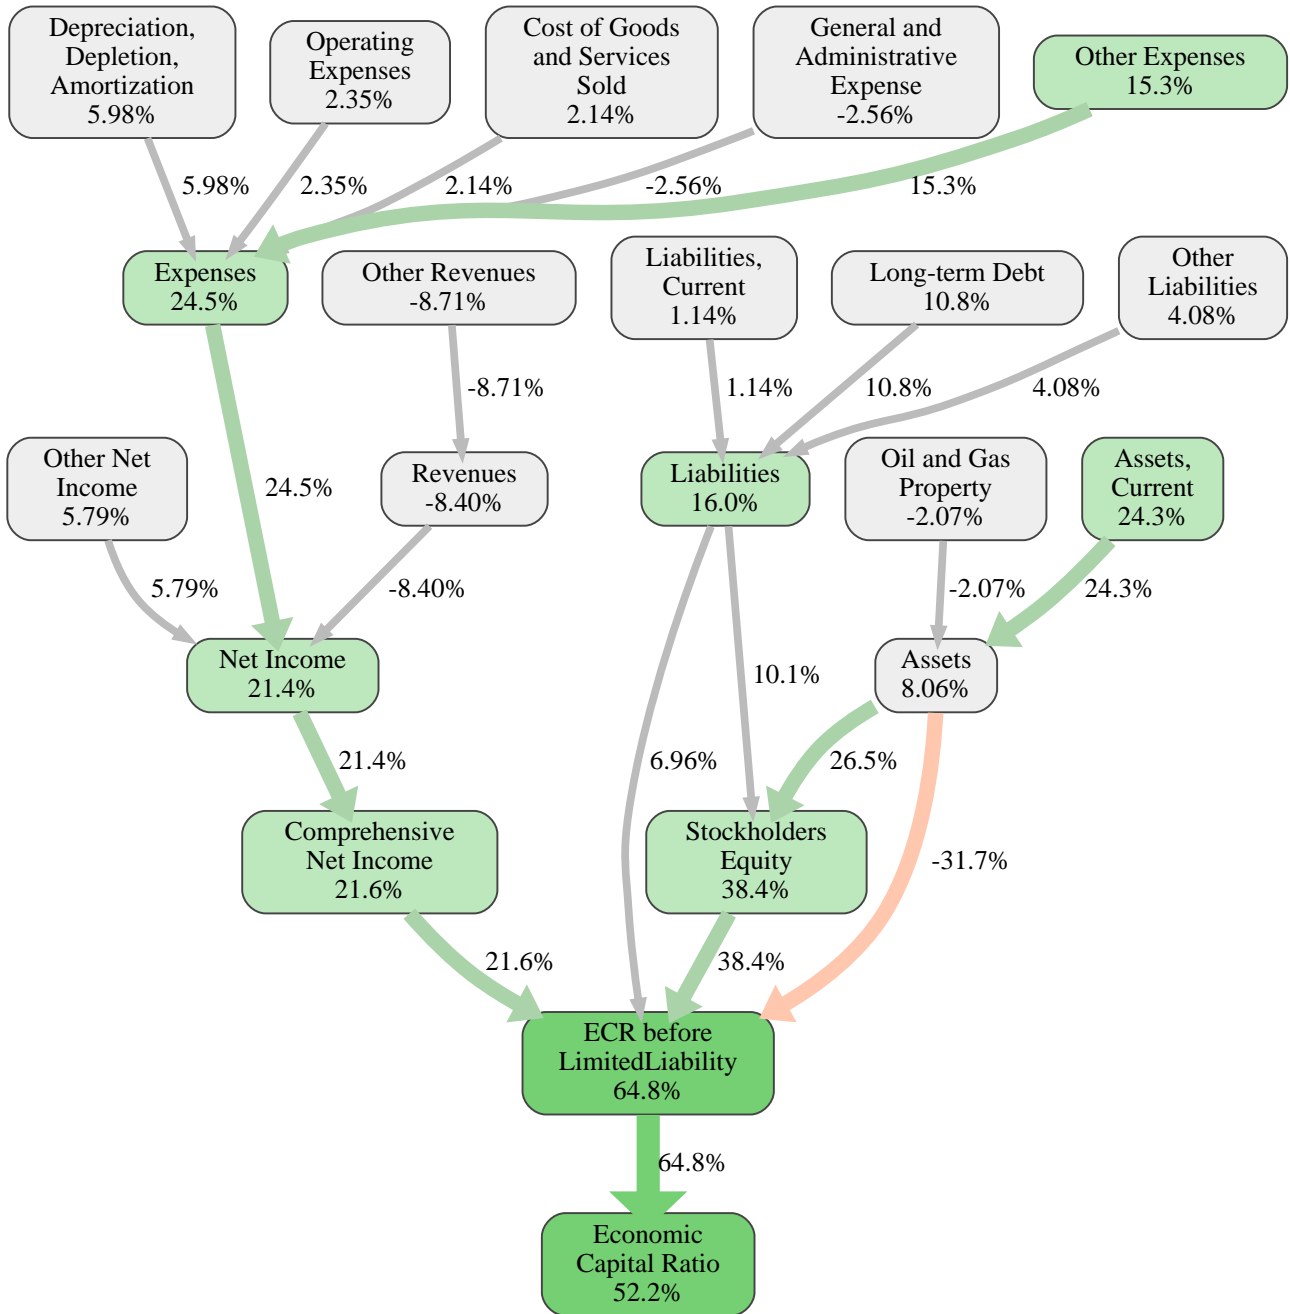 Depreciation,
Depletion,
Amortization
5.98%
Operating
Expenses
2.35%
Cost of Goods
and Services
Sold
2.14%
General and
Administrative
Expense
-2.56%
Other Expenses
15.3%
5.98%
2.35%
2.14%
-2.56%
15.3%
Expenses
24.5%
Other Revenues
-8.71%
Liabilities,
Current
1.14%
Long-term Debt
10.8%
Other
Liabilities
4.08%
-8.71%
1.14%
10.8%
4.08%
Other Net
Income
5.79%
24.5%
Revenues
-8.40%
Liabilities
16.0%
Oil and Gas
Property
-2.07%
Assets,
Current
24.3%
5.79%
-8.40%
-2.07%
24.3%
Net Income
21.4%
10.1%
Assets
8.06%
21.4%
6.96%
26.5%
Comprehensive
Net Income
21.6%
Stockholders
Equity
38.4%
-31.7%
21.6%
38.4%
ECR before
LimitedLiability
64.8%
64.8%
Economic
Capital Ratio
52.2%